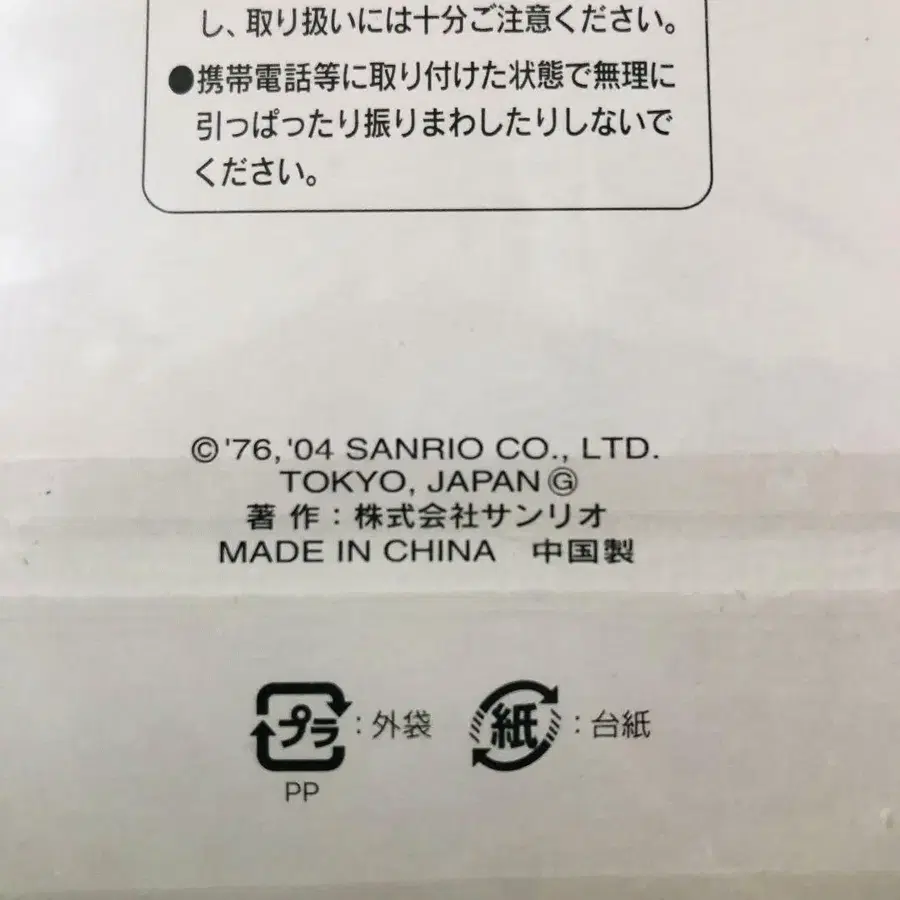 し、取り扱いには十分ご注意ください。
●携帯電話等に取り付けた状態で無理に
引っぱったり振りまわしたりしないで
ください。
©'76,'04 SANRIO CO., LTD.
TOKYO, JAPAN Ⓖ
著作：株式会社サンリオ
MADE IN CHINA 中国製
プラ：外袋 紙：台紙
PP